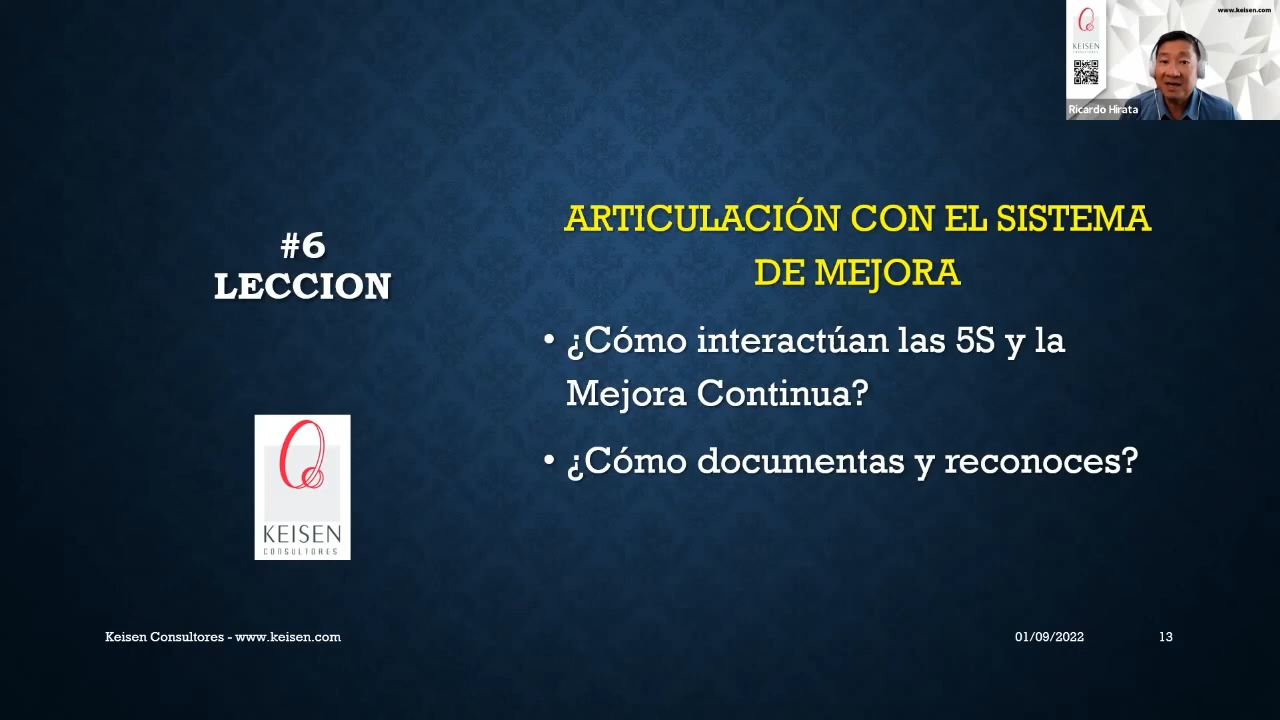 www.keisen.com
KEISEN
CONSULTORES
Ricardo Hirata
#6
LECCION
ARTICULACIÓN CON EL SISTEMA
DE MEJORA
• ¿Cómo interactúan las 5S y la
Mejora Continua?
• ¿Cómo documentas y reconoces?
KEISEN
CONSULTORES
Keisen Consultores - www.keisen.com
01/09/2022
13